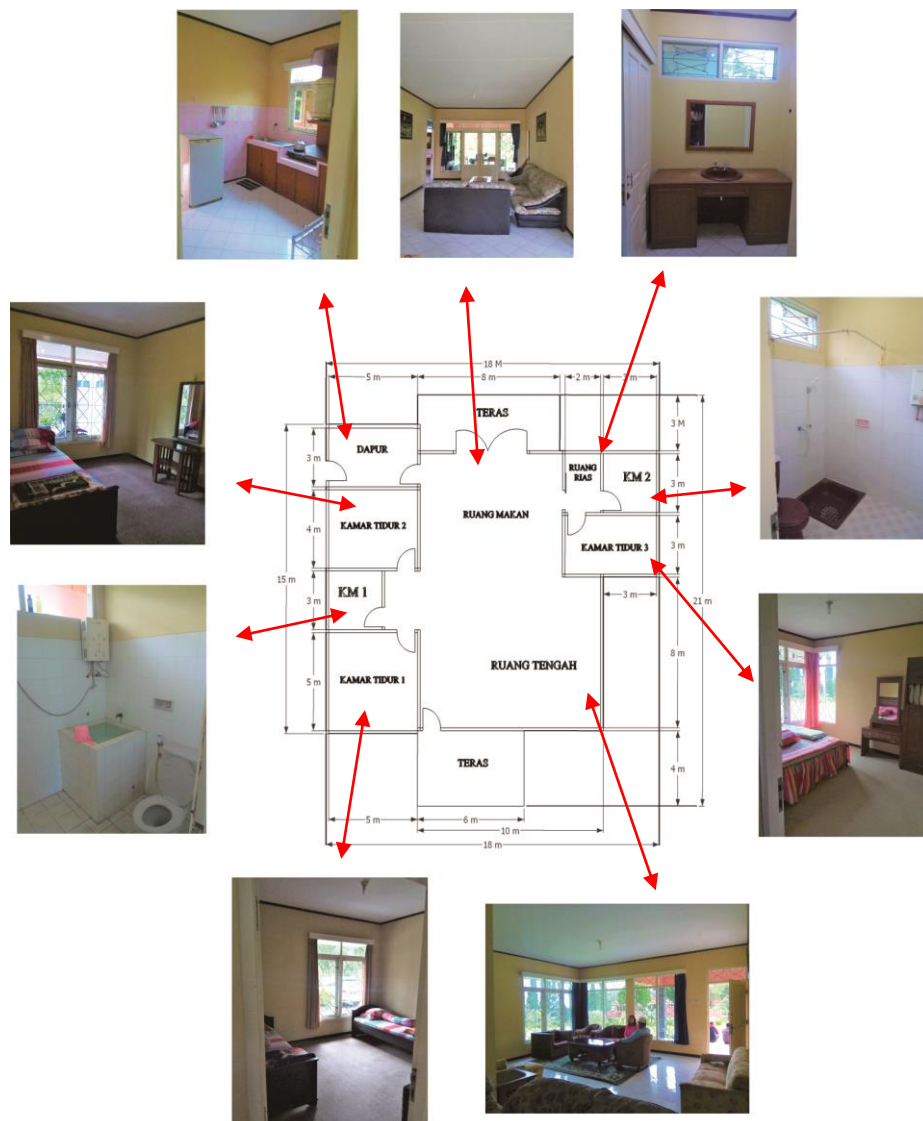 18 M
5 m
8 m
2 m
3 m
TERAS
3 M
DAPUR
3 m
RUANG
RIAS
KM 2
3 m
RUANG MAKAN
KAMAR TIDUR 2
4 m
KAMAR TIDUR 3
3 m
15 m
KM 1
3 m
3 m
21 m
RUANG TENGAH
8 m
KAMAR TIDUR 1
5 m
TERAS
4 m
5 m
6 m
10 m
18 m